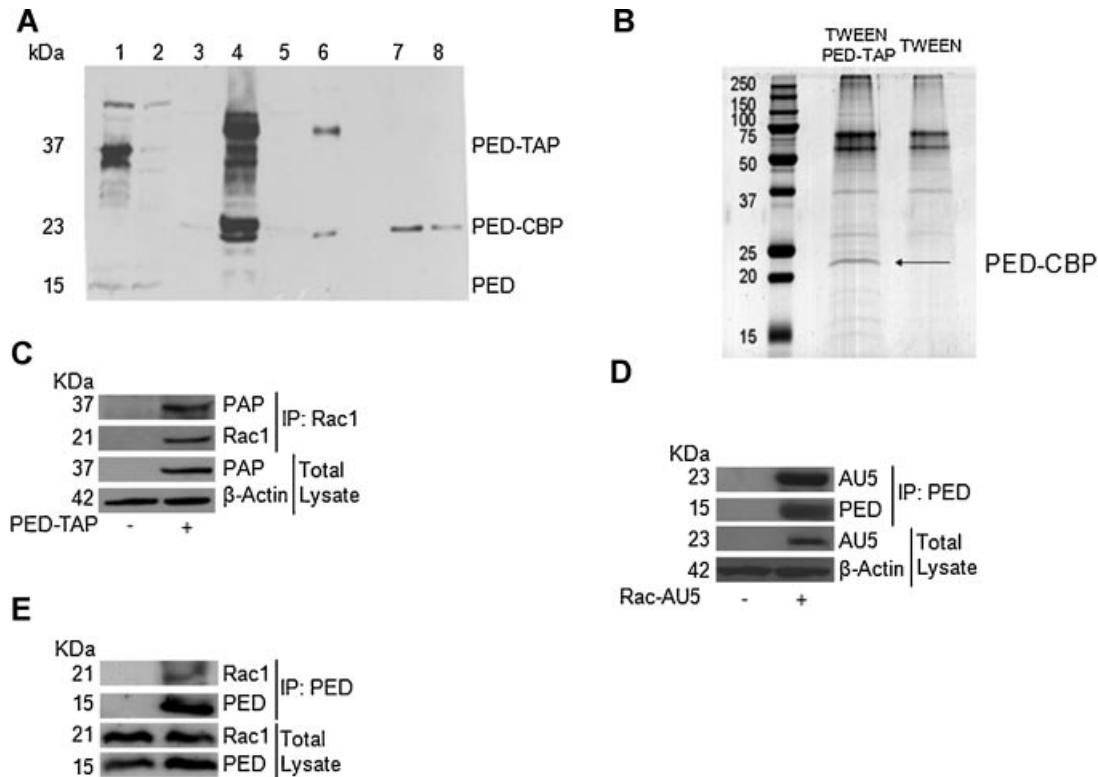 A
kDa 1 2 3 4 5 6 7 8
37 PED-TAP
23 PED-CBP
15 PED
B
TWEEN
PED-TAP
TWEEN
250
150
100
75
50
37
25
20
15
PED-CBP
C
KDa
37 PAP
21 Rac1
IP: Rac1
37 PAP
42 β-Actin
Total
Lysate
PED-TAP - +
D
KDa
23 AU5
15 PED
IP: PED
23 AU5
42 β-Actin
Total
Lysate
Rac-AU5 - +
E
KDa
21 Rac1
15 PED
IP: PED
21 Rac1
15 PED
Total
Lysate